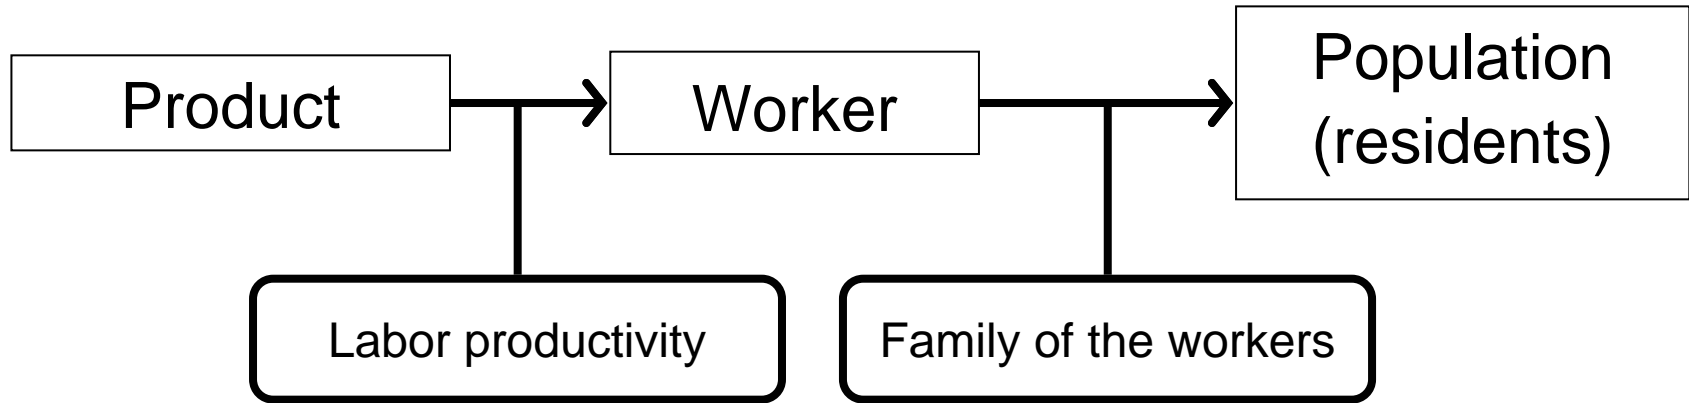 Product
Worker
Population
(residents)
Labor productivity
Family of the workers